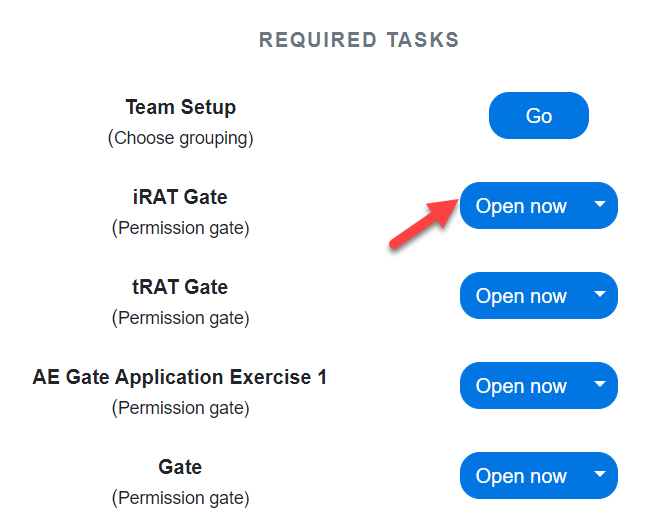 REQUIRED TASKS
Team Setup
(Choose grouping)
Go
iRAT Gate
(Permission gate)
Open now
tRAT Gate
(Permission gate)
Open now
AE Gate Application Exercise 1
(Permission gate)
Open now
Gate
(Permission gate)
Open now